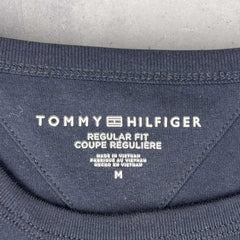 TOMMY HILFIGER
REGULAR FIT
COUPE RÉGULIÈRE
MADE IN VIETNAM
FABRIQUÉ AU VIETNAM
HECHO EN VIETNAM
M